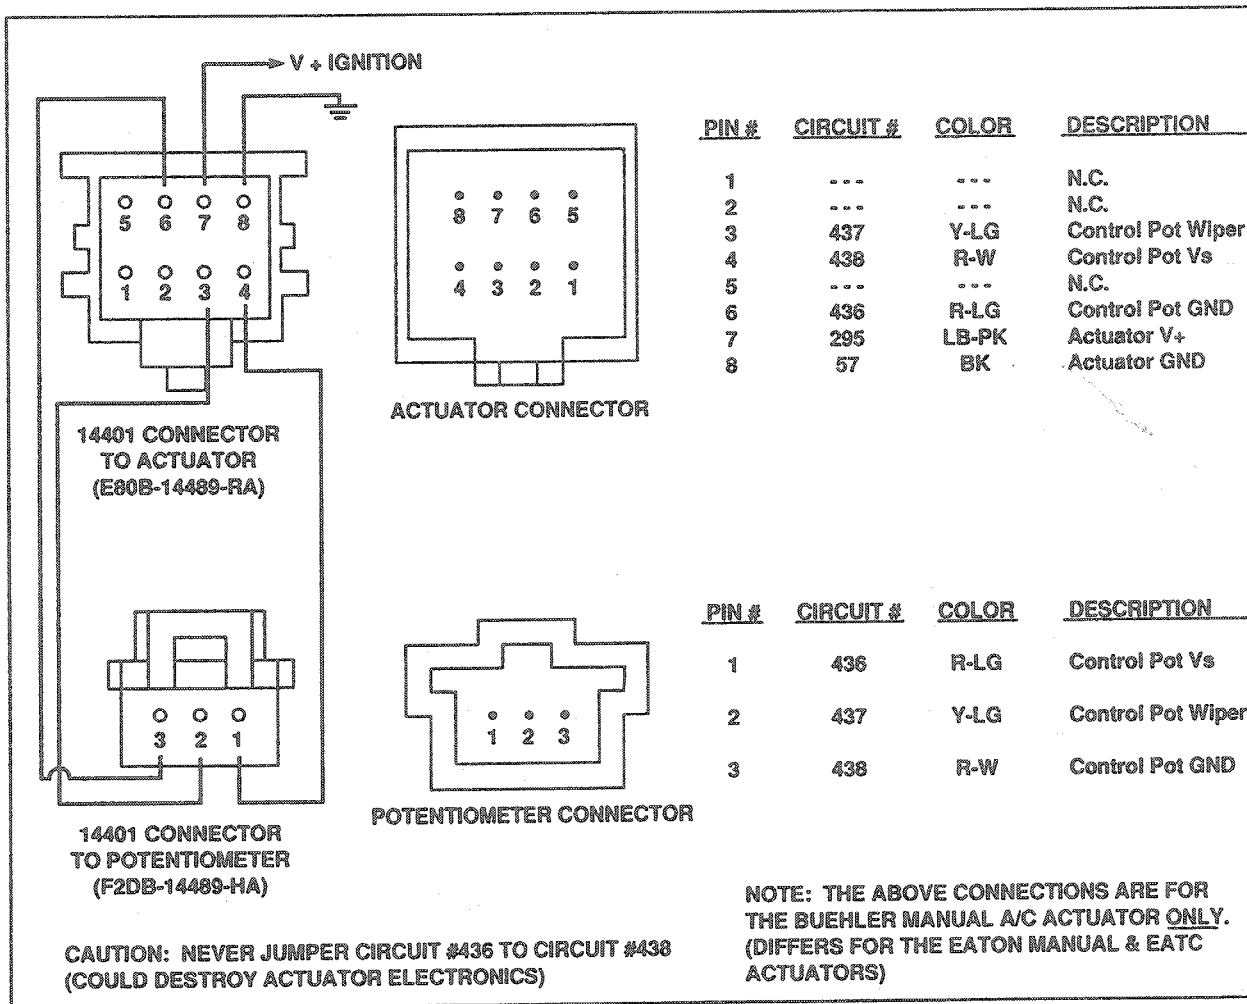 V + IGNITION
5 6 7 8
1 2 3 4
14401 CONNECTOR
TO ACTUATOR
(E80B-14489-RA)
8 7 6 5
4 3 2 1
ACTUATOR CONNECTOR
PIN # CIRCUIT # COLOR DESCRIPTION
1 - - - - - - N.C.
2 - - - - - - N.C.
3 437 Y-LG Control Pot Wiper
4 438 R-W Control Pot Vs
5 - - - - - - N.C.
6 436 R-LG Control Pot GND
7 295 LB-PK Actuator V+
8 57 BK Actuator GND
3 2 1
14401 CONNECTOR
TO POTENTIOMETER
(F2DB-14489-HA)
1 2 3
POTENTIOMETER CONNECTOR
PIN # CIRCUIT # COLOR DESCRIPTION
1 436 R-LG Control Pot Vs
2 437 Y-LG Control Pot Wiper
3 438 R-W Control Pot GND
CAUTION: NEVER JUMPER CIRCUIT #436 TO CIRCUIT #438
(COULD DESTROY ACTUATOR ELECTRONICS)
NOTE: THE ABOVE CONNECTIONS ARE FOR
THE BUEHLER MANUAL A/C ACTUATOR ONLY.
(DIFFERS FOR THE EATON MANUAL & EATC
ACTUATORS)